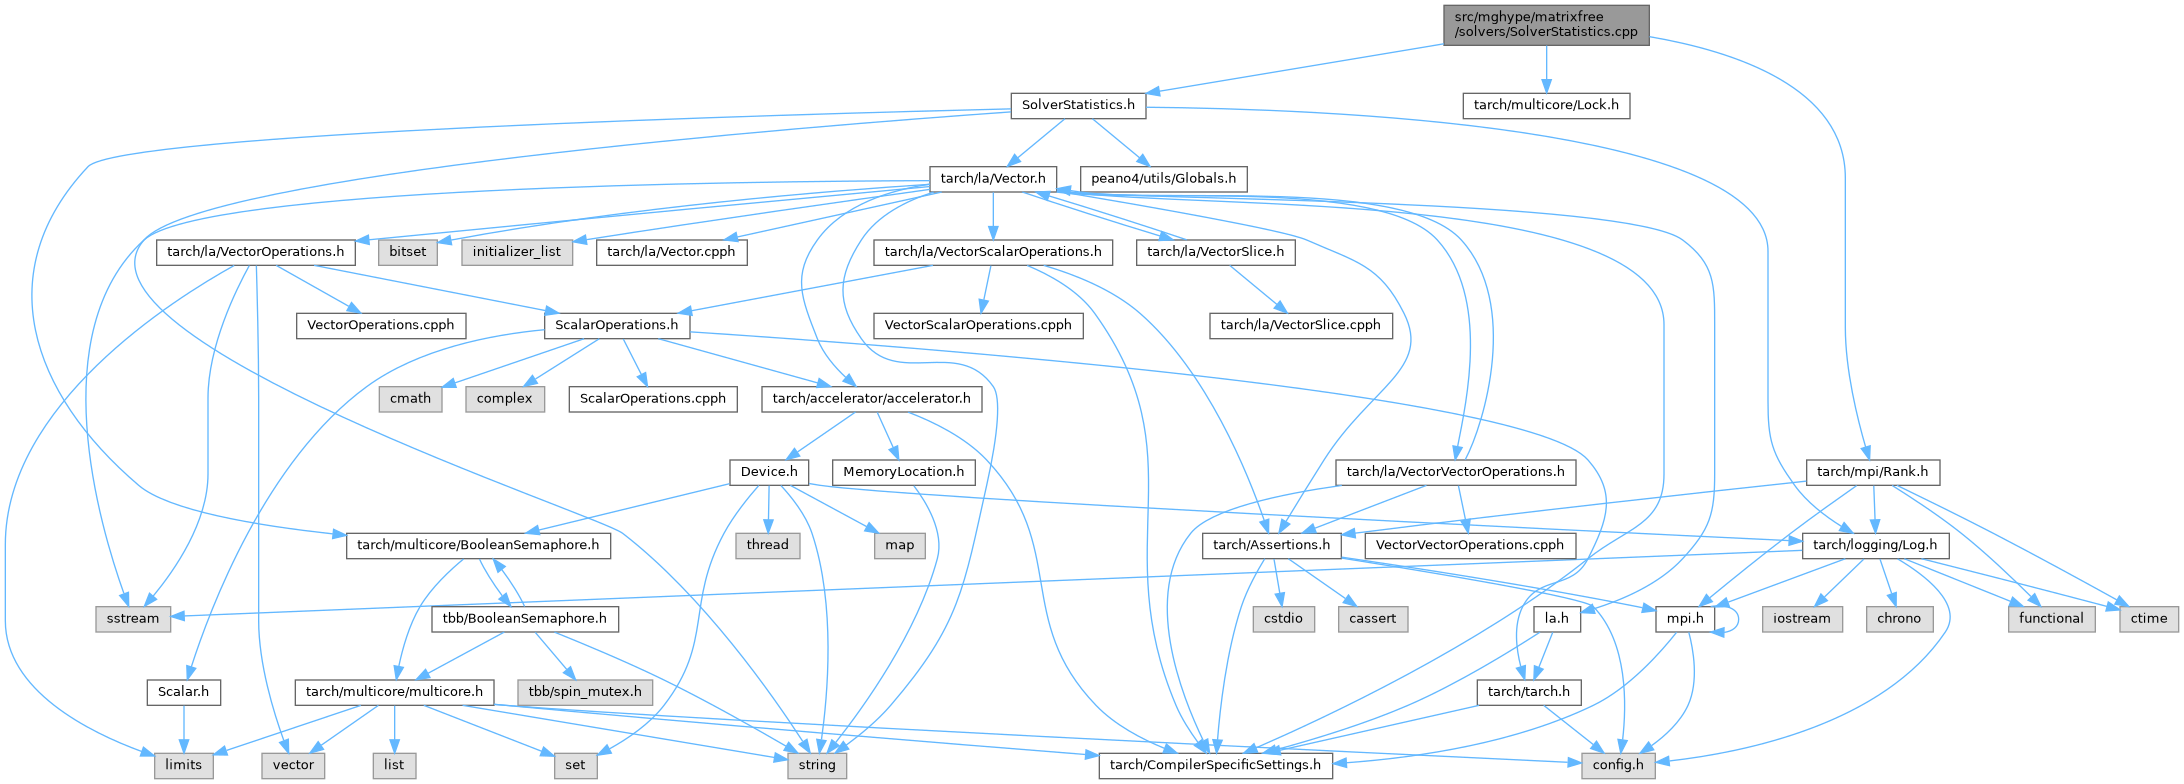 src/mghype/matrixfree
/solvers/SolverStatistics.cpp
SolverStatistics.h
tarch/multicore/Lock.h
tarch/la/Vector.h
peano4/utils/Globals.h
tarch/la/VectorOperations.h
bitset
initializer_list
tarch/la/Vector.cpph
tarch/la/VectorScalarOperations.h
tarch/la/VectorSlice.h
VectorOperations.cpph
ScalarOperations.h
VectorScalarOperations.cpph
tarch/la/VectorSlice.cpph
cmath
complex
ScalarOperations.cpph
tarch/accelerator/accelerator.h
Device.h
MemoryLocation.h
tarch/la/VectorVectorOperations.h
tarch/mpi/Rank.h
tarch/multicore/BooleanSemaphore.h
thread
map
tarch/Assertions.h
VectorVectorOperations.cpph
tarch/logging/Log.h
sstream
tbb/BooleanSemaphore.h
cstdio
cassert
la.h
mpi.h
iostream
chrono
functional
ctime
Scalar.h
tarch/multicore/multicore.h
tbb/spin_mutex.h
tarch/tarch.h
limits
vector
list
set
string
tarch/CompilerSpecificSettings.h
config.h